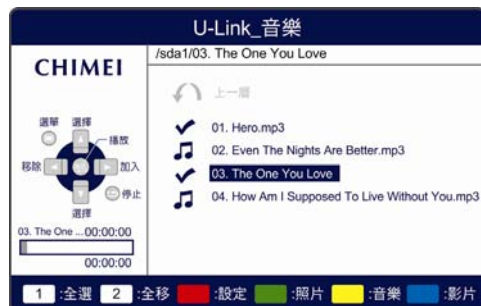 U-Link_音樂
/sda1/03. The One You Love
CHIMEI
上一層
選單 選擇
播放
移除 加入
停止
選擇
01. Hero.mp3
02. Even The Nights Are Better.mp3
03. The One You Love
04. How Am I Supposed To Live Without You.mp3
03. The One ...00:00:00
00:00:00
1 :全選 2 :全移 :設定 :照片 :音樂 :影片